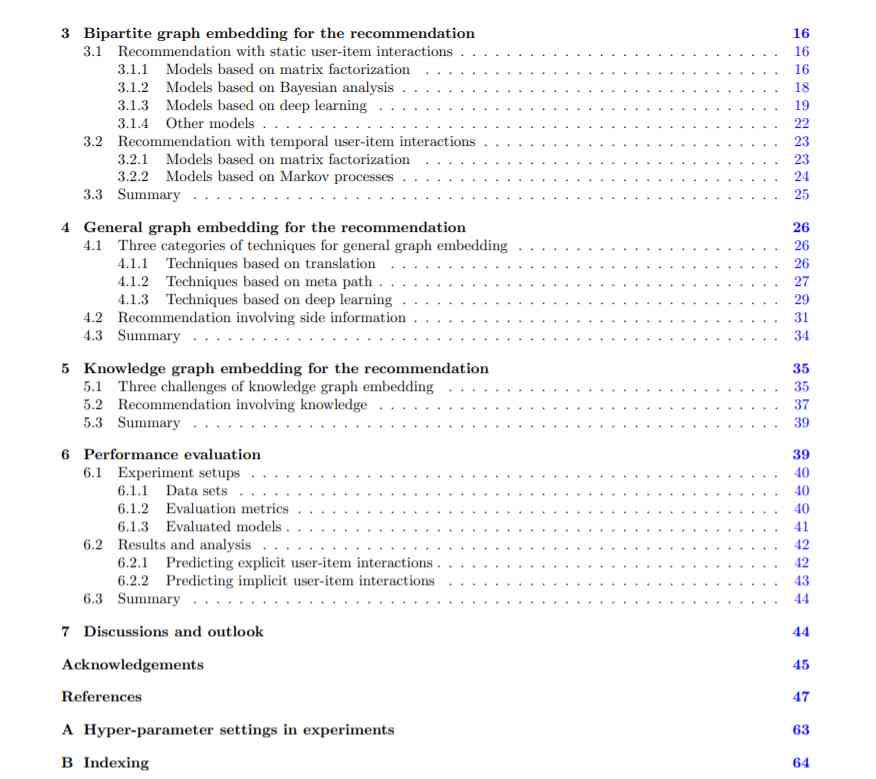 3 Bipartite graph embedding for the recommendation 16
3.1 Recommendation with static user-item interactions . . . . . . . . . . . . . . . . . . . . . . . . . . . . 16
3.1.1 Models based on matrix factorization . . . . . . . . . . . . . . . . . . . . . . . . . . . . . . . 16
3.1.2 Models based on Bayesian analysis . . . . . . . . . . . . . . . . . . . . . . . . . . . . . . . . . 18
3.1.3 Models based on deep learning . . . . . . . . . . . . . . . . . . . . . . . . . . . . . . . . . . . 19
3.1.4 Other models . . . . . . . . . . . . . . . . . . . . . . . . . . . . . . . . . . . . . . . . . . . . . 22
3.2 Recommendation with temporal user-item interactions . . . . . . . . . . . . . . . . . . . . . . . . . . 23
3.2.1 Models based on matrix factorization . . . . . . . . . . . . . . . . . . . . . . . . . . . . . . . 23
3.2.2 Models based on Markov processes . . . . . . . . . . . . . . . . . . . . . . . . . . . . . . . . . 24
3.3 Summary . . . . . . . . . . . . . . . . . . . . . . . . . . . . . . . . . . . . . . . . . . . . . . . . . . . 25
4 General graph embedding for the recommendation 26
4.1 Three categories of techniques for general graph embedding . . . . . . . . . . . . . . . . . . . . . . . 26
4.1.1 Techniques based on translation . . . . . . . . . . . . . . . . . . . . . . . . . . . . . . . . . . 26
4.1.2 Techniques based on meta path . . . . . . . . . . . . . . . . . . . . . . . . . . . . . . . . . . . 27
4.1.3 Techniques based on deep learning . . . . . . . . . . . . . . . . . . . . . . . . . . . . . . . . . 29
4.2 Recommendation involving side information . . . . . . . . . . . . . . . . . . . . . . . . . . . . . . . . 31
4.3 Summary . . . . . . . . . . . . . . . . . . . . . . . . . . . . . . . . . . . . . . . . . . . . . . . . . . . 34
5 Knowledge graph embedding for the recommendation 35
5.1 Three challenges of knowledge graph embedding . . . . . . . . . . . . . . . . . . . . . . . . . . . . . 35
5.2 Recommendation involving knowledge . . . . . . . . . . . . . . . . . . . . . . . . . . . . . . . . . . . 37
5.3 Summary . . . . . . . . . . . . . . . . . . . . . . . . . . . . . . . . . . . . . . . . . . . . . . . . . . . 39
6 Performance evaluation 39
6.1 Experiment setups . . . . . . . . . . . . . . . . . . . . . . . . . . . . . . . . . . . . . . . . . . . . . . 40
6.1.1 Data sets . . . . . . . . . . . . . . . . . . . . . . . . . . . . . . . . . . . . . . . . . . . . . . . 40
6.1.2 Evaluation metrics . . . . . . . . . . . . . . . . . . . . . . . . . . . . . . . . . . . . . . . . . . 40
6.1.3 Evaluated models . . . . . . . . . . . . . . . . . . . . . . . . . . . . . . . . . . . . . . . . . . . 41
6.2 Results and analysis . . . . . . . . . . . . . . . . . . . . . . . . . . . . . . . . . . . . . . . . . . . . . 42
6.2.1 Predicting explicit user-item interactions . . . . . . . . . . . . . . . . . . . . . . . . . . . . . . 42
6.2.2 Predicting implicit user-item interactions . . . . . . . . . . . . . . . . . . . . . . . . . . . . . 43
6.3 Summary . . . . . . . . . . . . . . . . . . . . . . . . . . . . . . . . . . . . . . . . . . . . . . . . . . . 44
7 Discussions and outlook 44
Acknowledgements 45
References 47
A Hyper-parameter settings in experiments 63
B Indexing 64